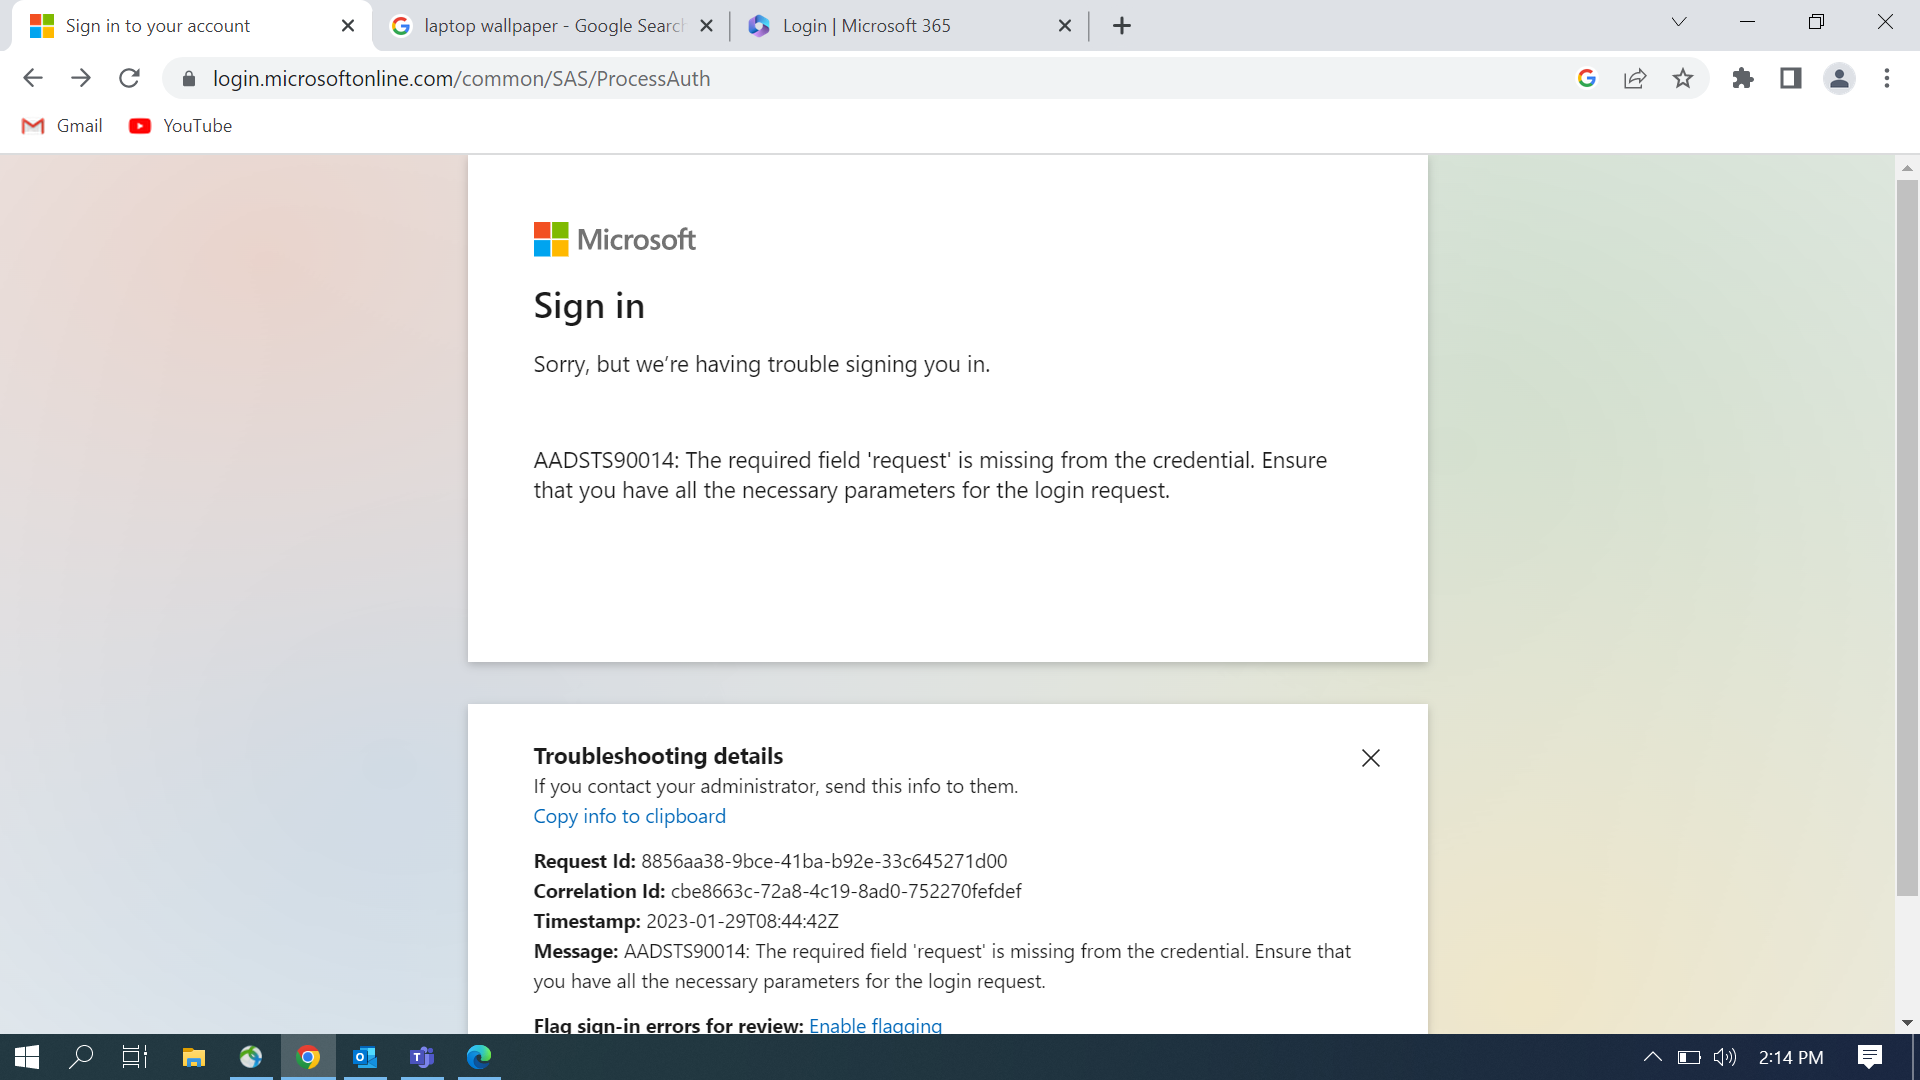 Sign in to your account
laptop wallpaper - Google Search
Login | Microsoft 365
login.microsoftonline.com/common/SAS/ProcessAuth
Gmail
YouTube
Microsoft
Sign in
Sorry, but we’re having trouble signing you in.
AADSTS90014: The required field 'request' is missing from the credential. Ensure
that you have all the necessary parameters for the login request.
Troubleshooting details
If you contact your administrator, send this info to them.
Copy info to clipboard
Request Id: 8856aa38-9bce-41ba-b92e-33c645271d00
Correlation Id: cbe8663c-72a8-4c19-8ad0-752270fefdef
Timestamp: 2023-01-29T08:44:42Z
Message: AADSTS90014: The required field 'request' is missing from the credential. Ensure that
you have all the necessary parameters for the login request.
Flag sign-in errors for review: Enable flagging
2:14 PM